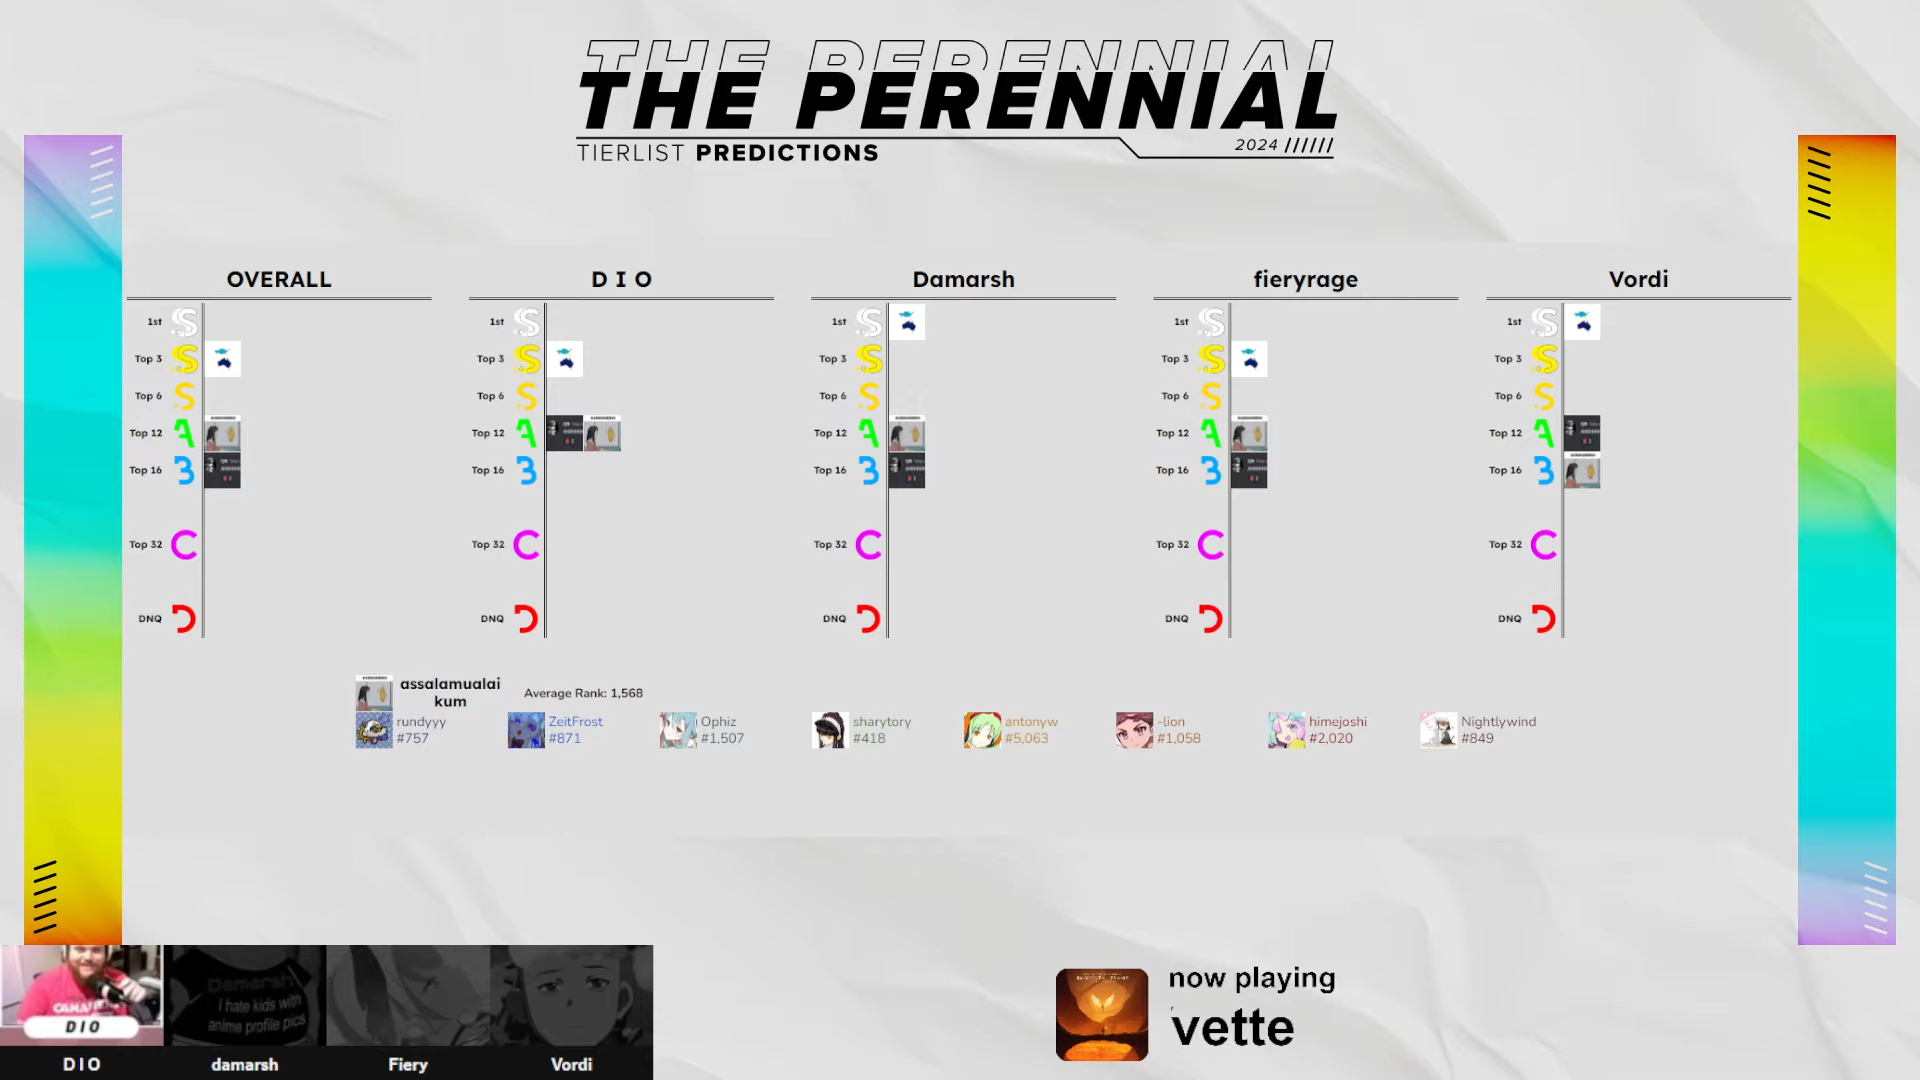 THE PERENNIAL
THE PERENNIAL
TIERLIST PREDICTIONS
2024 //////
OVERALL
D I O
Damarsh
fieryrage
Vordi
1st S
Top 3 S
Top 6 S
Top 12 A
Top 16 B
Top 32 C
DNQ D
1st S
Top 3 S
Top 6 S
Top 12 A
Top 16 B
Top 32 C
DNQ D
1st S
Top 3 S
Top 6 S
Top 12 A
Top 16 B
Top 32 C
DNQ D
1st S
Top 3 S
Top 6 S
Top 12 A
Top 16 B
Top 32 C
DNQ D
1st S
Top 3 S
Top 6 S
Top 12 A
Top 16 B
Top 32 C
DNQ D
assalamualai
kum
Average Rank: 1,568
rundyyy
#757
ZeitFrost
#871
Ophiz
#1,507
sharytory
#418
antonyw
#5,063
-lion
#1,058
himejoshi
#2,020
Nightlywind
#849
CANA
D I O
Damarsh
I hate kids with
anime profile pics
D I O
damarsh
Fiery
Vordi
now playing
vette